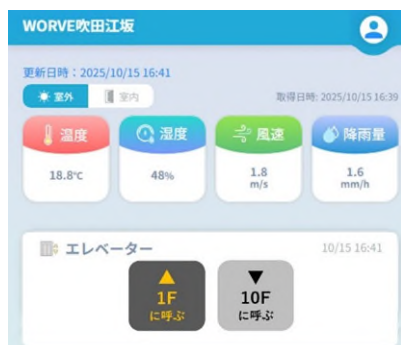 WORVE吹田江坂
更新日時：2025/10/15 16:41
室外 室内
取得日時: 2025/10/15 16:39
温度 湿度 風速 降雨量
18.8℃ 48% 1.8 m/s 1.6 mm/h
エレベーター 10/15 16:41
▲ ▼
1F 10F
に呼ぶ に呼ぶ